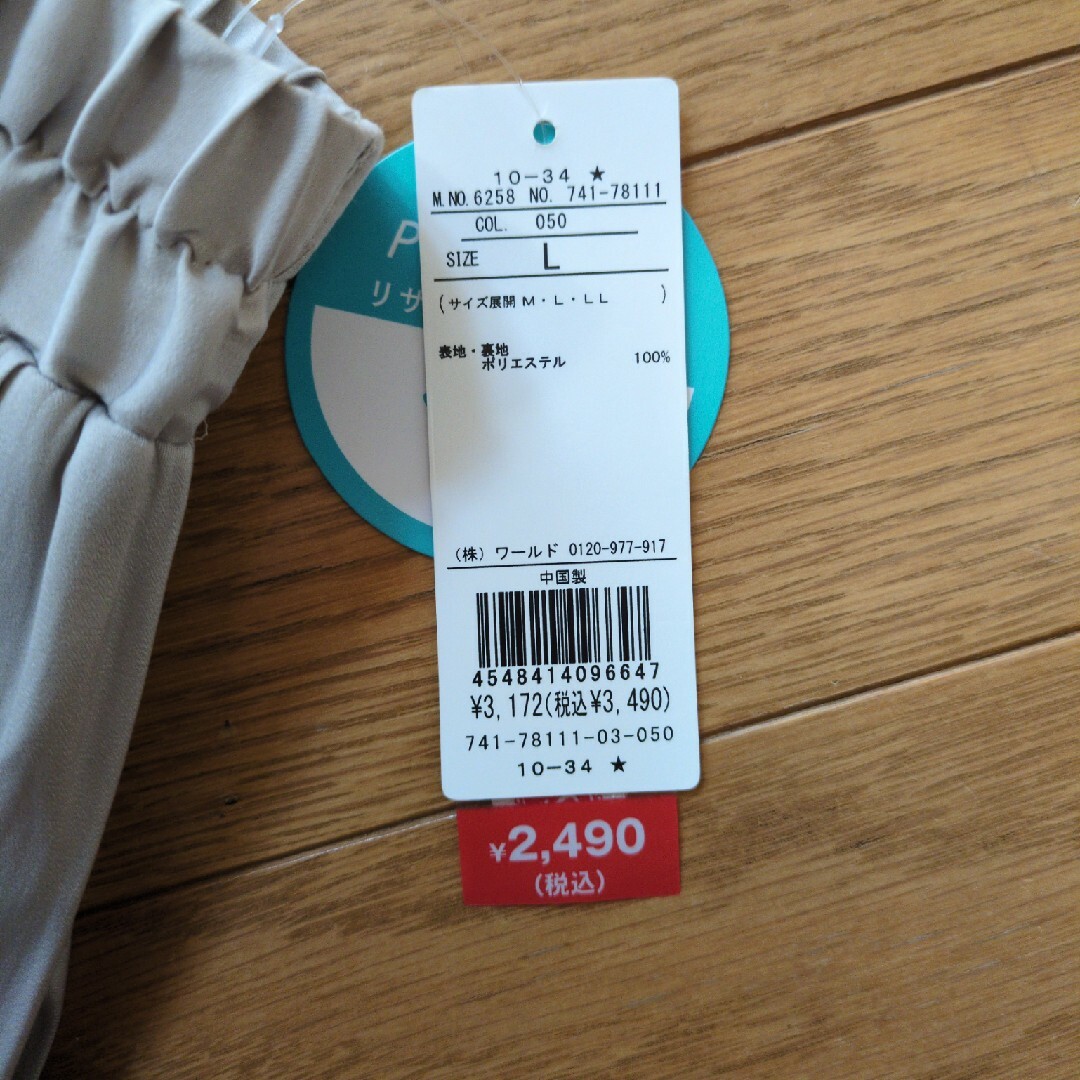 10-34 ★
M.NO.6258 NO. 741-78111
COL. 050
SIZE L
(サイズ展開 M・L・LL )
表地・裏地
ポリエステル 100%
(株) ワールド 0120-977-917
中国製
4548414096647
¥3,172(税込¥3,490)
741-78111-03-050
10-34 ★
¥2,490
(税込)
P
リサ